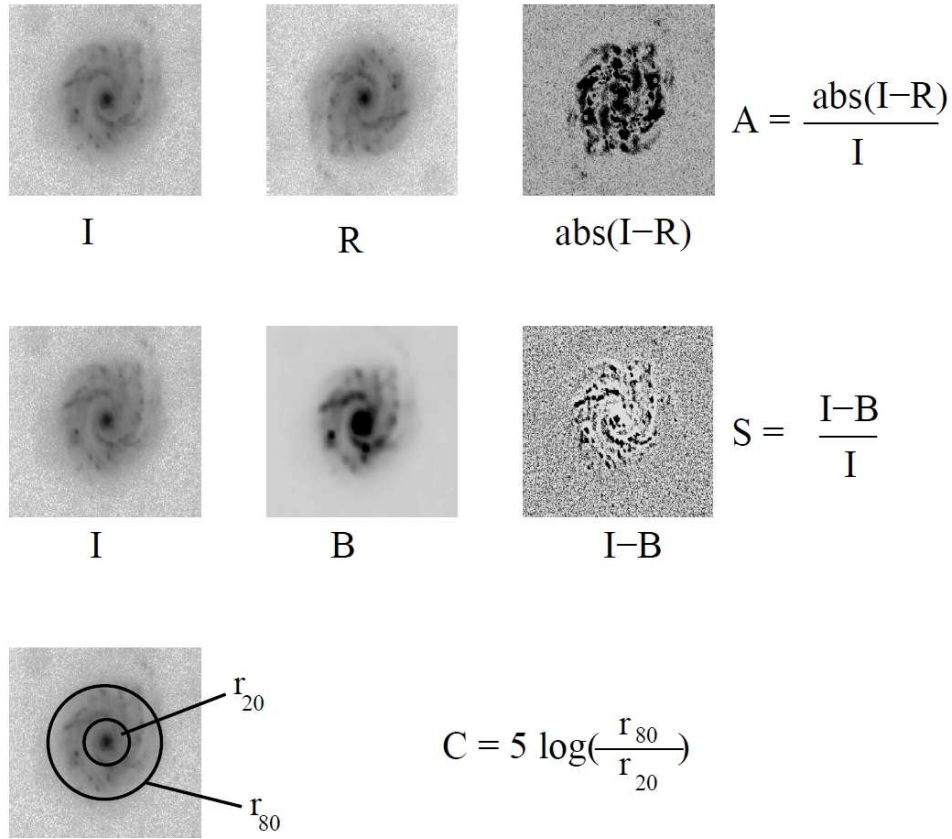 I
R
abs(I−R)
A = abs(I−R)
I
I
B
I−B
S = I−B
I
r20
r80
C = 5 log(r80
r20)